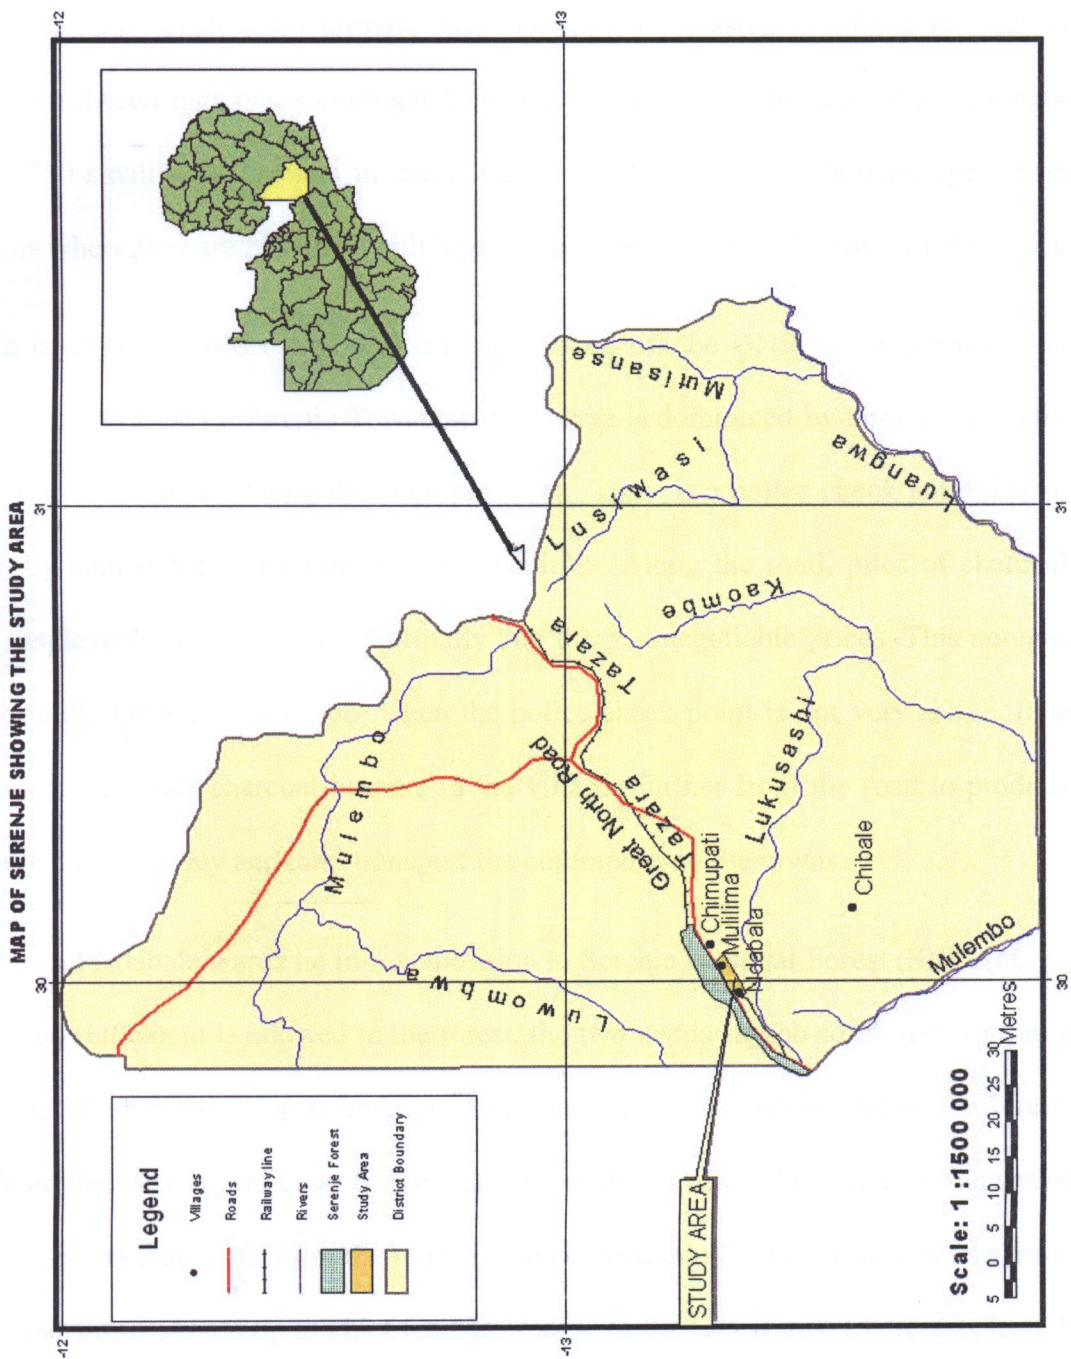 MAP OF SERENJE SHOWING THE STUDY AREA
30
31
-12
-12
-13
-13
30
31
Mulembo
Luwombwa
Great North Road
Tazara
Tazara
Lusiwasi
Mutisanse
Kaombe
Luangwa
Lukusashi
Chimupati
Mulilima
Ndabala
Chibale
Mulembo
STUDY AREA
Legend
Villages
Roads
Railway line
Rivers
Serenje Forest
Study Area
District Boundary
Scale: 1 :1500 000
5 0 5 10 15 20 25 30
Metres